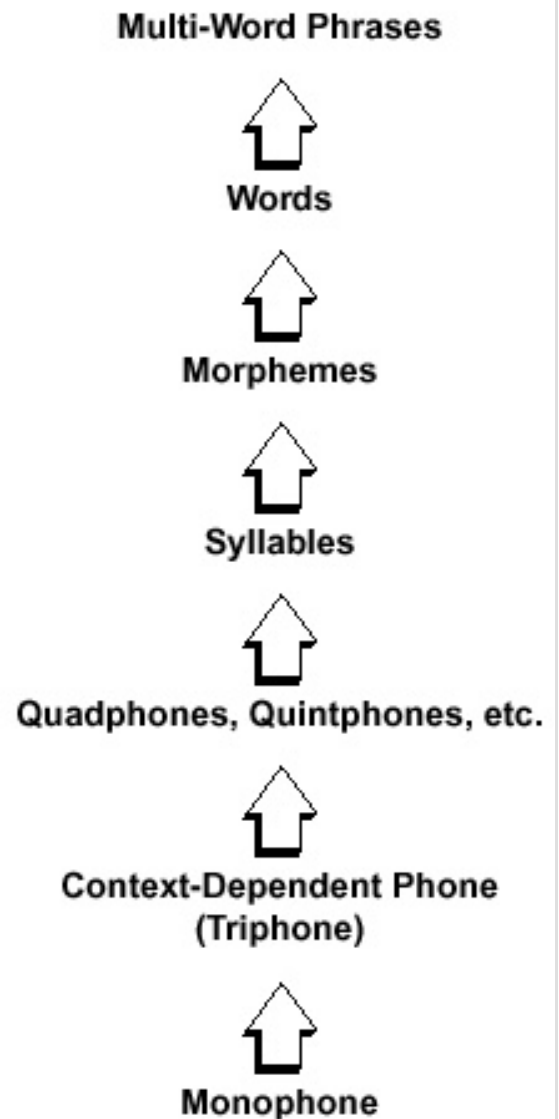 Multi-Word Phrases
Words
Morphemes
Syllables
Quadphones, Quintphones, etc.
Context-Dependent Phone
(Triphone)
Monophone